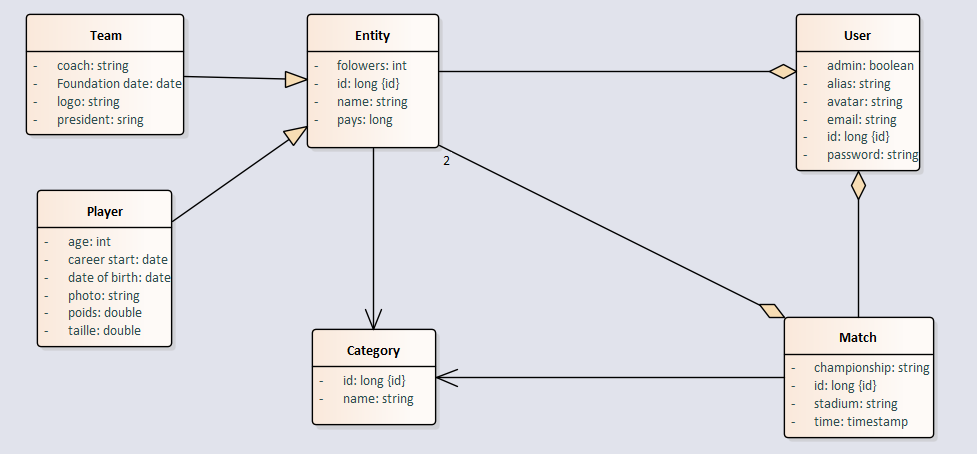 Team
- coach: string
- Foundation date: date
- logo: string
- president: sring
Entity
- folowers: int
- id: long {id}
- name: string
- pays: long
User
- admin: boolean
- alias: string
- avatar: string
- email: string
- id: long {id}
- password: string
2
Player
- age: int
- career start: date
- date of birth: date
- photo: string
- poids: double
- taille: double
Category
- id: long {id}
- name: string
Match
- championship: string
- id: long {id}
- stadium: string
- time: timestamp